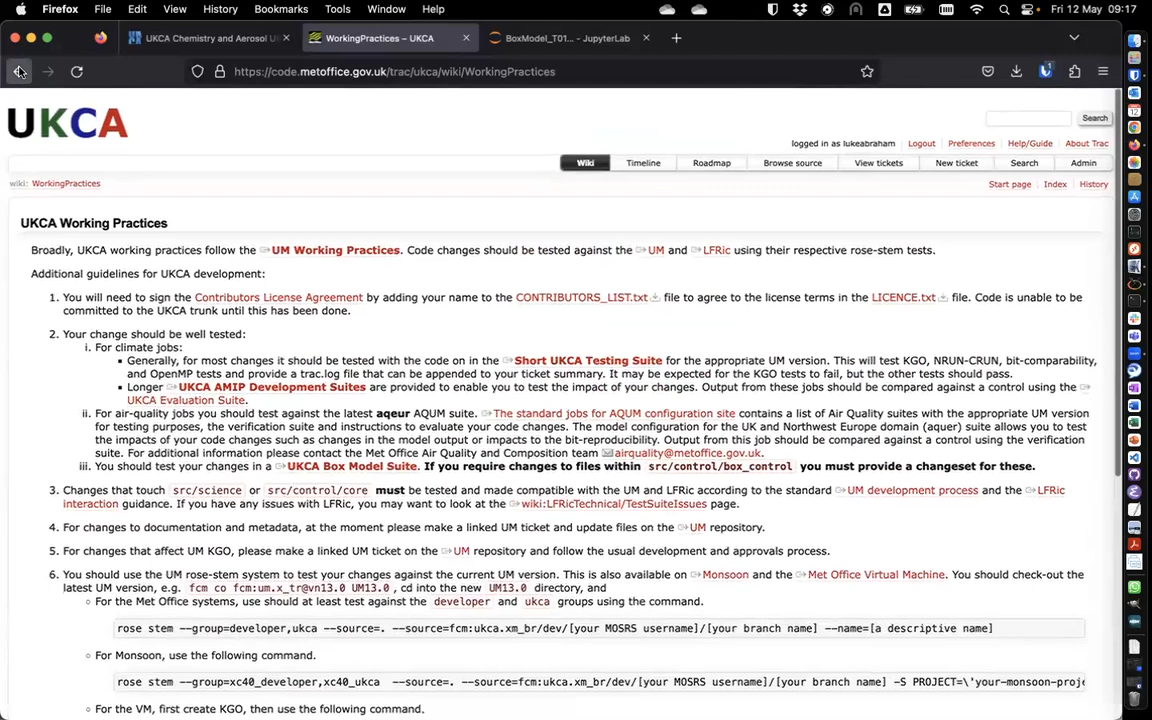 Firefox File Edit View History Bookmarks Tools Window Help Fri 12 May 09:17
UKCA Chemistry and Aerosol U WorkingPractices – UKCA BoxModel_T01... - JupyterLab
https://code.metoffice.gov.uk/trac/ukca/wiki/WorkingPractices
UKCA
Search
logged in as lukeabraham Logout Preferences Help/Guide About Trac
Wiki Timeline Roadmap Browse source View tickets New ticket Search Admin
wiki: WorkingPractices Start page Index History
UKCA Working Practices
Broadly, UKCA working practices follow the UM Working Practices. Code changes should be tested against the UM and LFRic using their respective rose-stem tests.
Additional guidelines for UKCA development:
1. You will need to sign the Contributors License Agreement by adding your name to the CONTRIBUTORS_LIST.txt file to agree to the license terms in the LICENCE.txt file. Code is unable to be
committed to the UKCA trunk until this has been done.
2. Your change should be well tested:
i. For climate jobs:
▪ Generally, for most changes it should be tested with the code on in the Short UKCA Testing Suite for the appropriate UM version. This will test KGO, NRUN-CRUN, bit-comparability,
and OpenMP tests and provide a trac.log file that can be appended to your ticket summary. It may be expected for the KGO tests to fail, but the other tests should pass.
▪ Longer UKCA AMIP Development Suites are provided to enable you to test the impact of your changes. Output from these jobs should be compared against a control using the
UKCA Evaluation Suite.
ii. For air-quality jobs you should test against the latest aqeur AQUM suite. The standard jobs for AQUM configuration site contains a list of Air Quality suites with the appropriate UM version
for testing purposes, the verification suite and instructions to evaluate your code changes. The model configuration for the UK and Northwest Europe domain (aquer) suite allows you to test
the impacts of your code changes such as changes in the model output or impacts to the bit-reproducibility. Output from this job should be compared against a control using the verification
suite. For additional information please contact the Met Office Air Quality and Composition team airquality@metoffice.gov.uk.
iii. You should test your changes in a UKCA Box Model Suite. If you require changes to files within src/control/box_control you must provide a changeset for these.
3. Changes that touch src/science or src/control/core must be tested and made compatible with the UM and LFRic according to the standard UM development process and the LFRic
interaction guidance. If you have any issues with LFRic, you may want to look at the wiki:LFRicTechnical/TestSuiteIssues page.
4. For changes to documentation and metadata, at the moment please make a linked UM ticket and update files on the UM repository.
5. For changes that affect UM KGO, please make a linked UM ticket on the UM repository and follow the usual development and approvals process.
6. You should use the UM rose-stem system to test your changes against the current UM version. This is also available on Monsoon and the Met Office Virtual Machine. You should check-out the
latest UM version, e.g. fcm co fcm:um.x_tr@vn13.0 UM13.0 , cd into the new UM13.0 directory, and
○ For the Met Office systems, use should at least test against the developer and ukca groups using the command.
rose stem --group=developer,ukca --source=. --source=fcm:ukca.xm_br/dev/[your MOSRS username]/[your branch name] --name=[a descriptive name]
○ For Monsoon, use the following command.
rose stem --group=xc40_developer,xc40_ukca --source=. --source=fcm:ukca.xm_br/dev/[your MOSRS username]/[your branch name] -S PROJECT=\'your-monsoon-proje
○ For the VM, first create KGO, then use the following command.